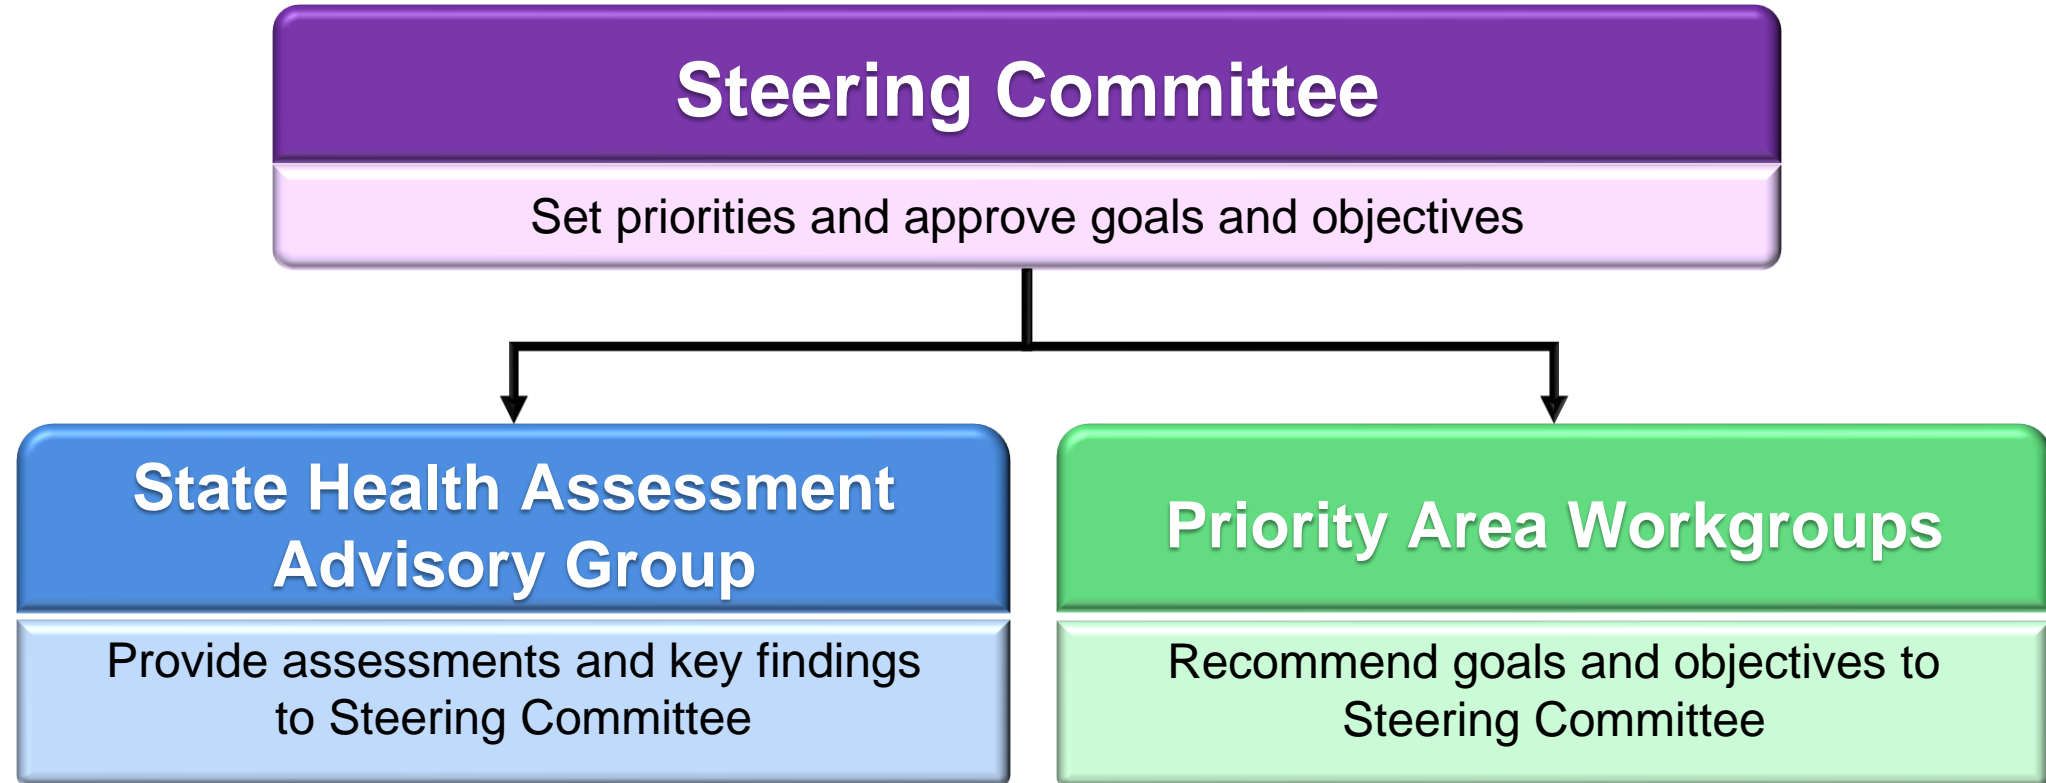 Steering Committee
Set priorities and approve goals and objectives
State Health Assessment
Advisory Group
Provide assessments and key findings
to Steering Committee
Priority Area Workgroups
Recommend goals and objectives to
Steering Committee